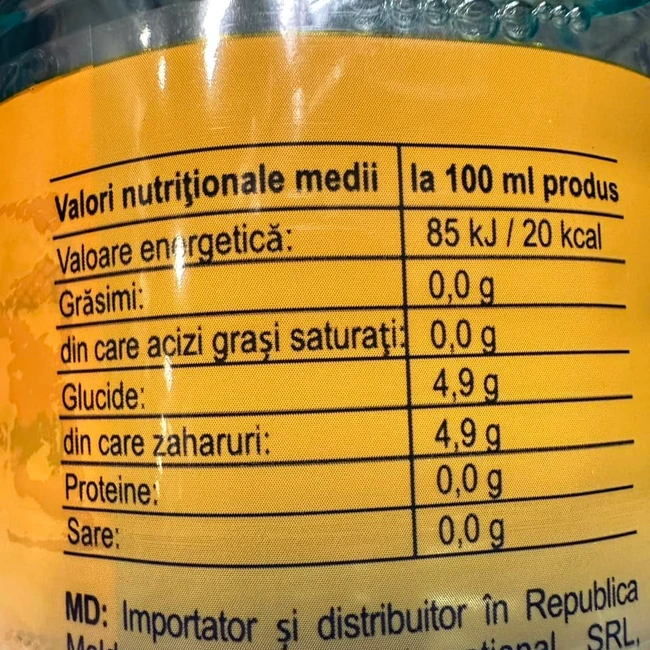 Valori nutriţionale medii la 100 ml produs
Valoare energetică: 85 kJ / 20 kcal
Grăsimi: 0,0 g
din care acizi graşi saturaţi: 0,0 g
Glucide: 4,9 g
din care zaharuri: 4,9 g
Proteine: 0,0 g
Sare: 0,0 g
MD: Importator şi distribuitor în Republica
SRL,